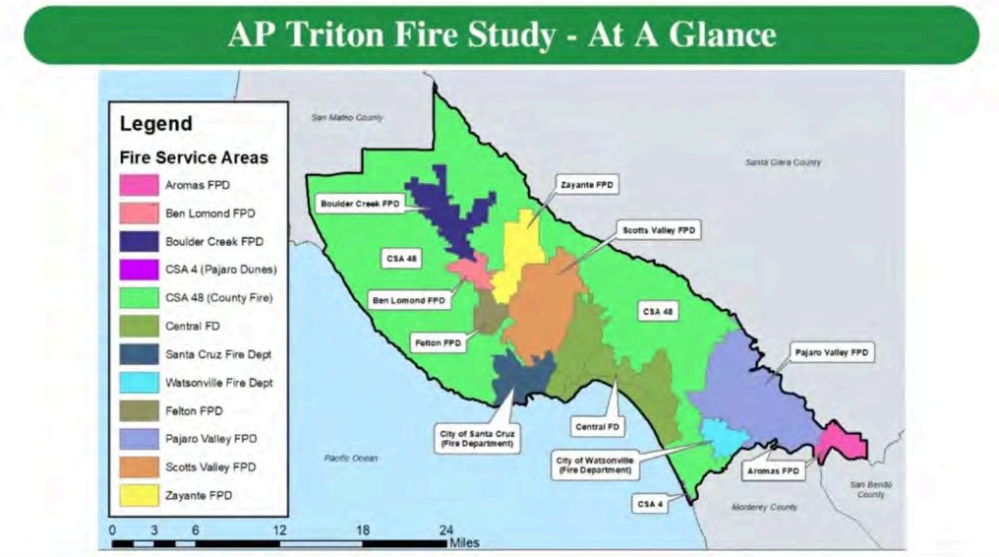 AP Triton Fire Study - At A Glance
Legend
Fire Service Areas
Aromas FPD
Ben Lomond FPD
Boulder Creek FPD
CSA 4 (Pajaro Dunes)
CSA 48 (County Fire)
Central FD
Santa Cruz Fire Dept
Watsonville Fire Dept
Felton FPD
Pajaro Valley FPD
Scotts Valley FPD
Zayante FPD
San Mateo County
Santa Clara County
Zayante FPD
Boulder Creek FPD
Scotts Valley FPD
CSA 48
Ben Lomond FPD
CSA 48
Felton FPD
Pajaro Valley FPD
Central FD
City of Santa Cruz
(Fire Department)
Pacific Ocean
City of Watsonville
(Fire Department)
Aromas FPD
San Benito
County
CSA 4
Monterey County
0 3 6 12 18 24
Miles